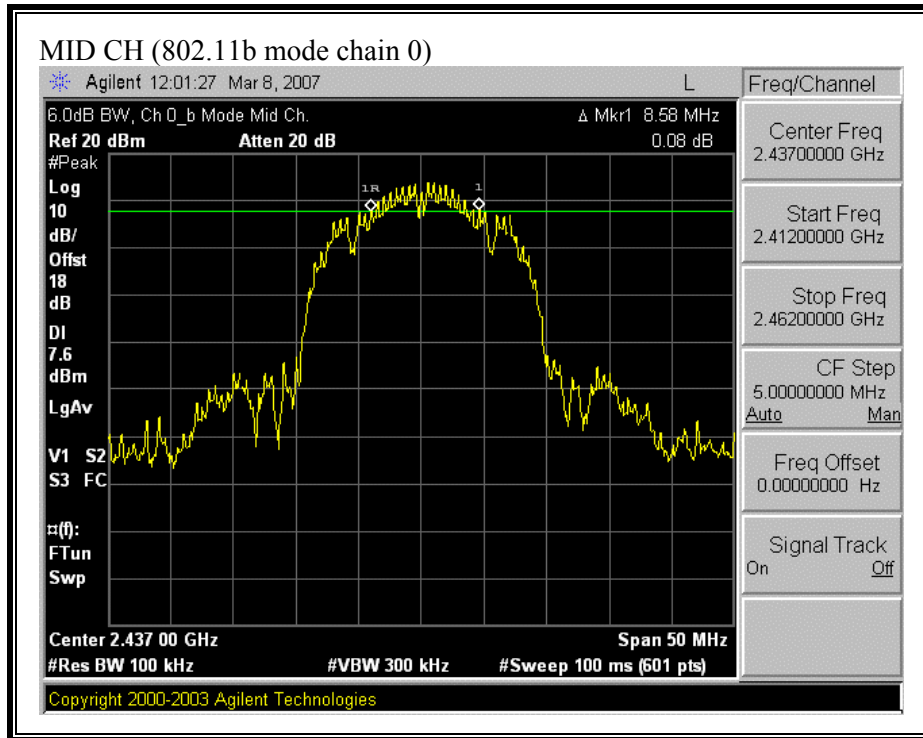 MID CH (802.11b mode chain 0)
Agilent 12:01:27 Mar 8, 2007 L Freq/Channel
6.0dB BW, Ch 0_b Mode Mid Ch. Δ Mkr1 8.58 MHz
Ref 20 dBm Atten 20 dB 0.08 dB
#Peak
Log
10
dB/
Offst
18
dB
DI
7.6
dBm
LgAv
V1 S2
S3 FC
¤(f):
FTun
Swp
1R 1
Center 2.437 00 GHz Span 50 MHz
#Res BW 100 kHz #VBW 300 kHz #Sweep 100 ms (601 pts)
Copyright 2000-2003 Agilent Technologies
Center Freq
2.43700000 GHz
Start Freq
2.41200000 GHz
Stop Freq
2.46200000 GHz
CF Step
5.00000000 MHz
Auto Man
Freq Offset
0.00000000 Hz
Signal Track
On Off